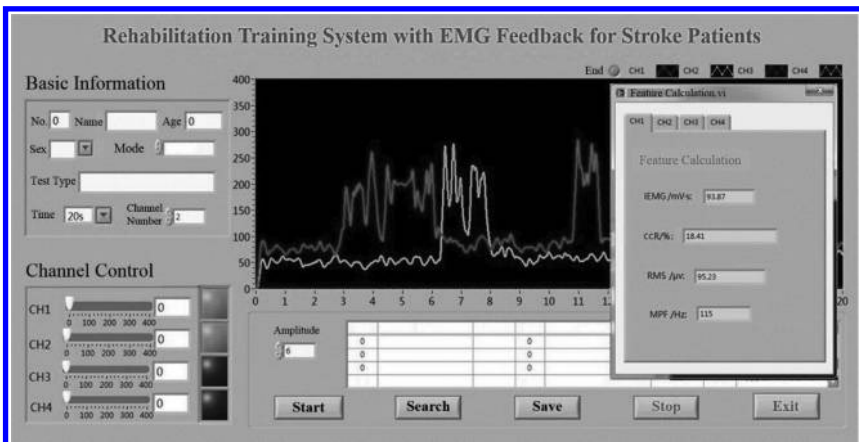 Rehabilitation Training System with EMG Feedback for Stroke Patients
Basic Information
No. 0 Name Age 0
Sex Mode
Test Type
Time 20s Channel Number 2
Channel Control
CH1 0
0 100 200 300 400
CH2 0
0 100 200 300 400
CH3 0
0 100 200 300 400
CH4 0
0 100 200 300 400
End CH1 CH2 CH3 CH4
400
350
300
250
200
150
100
50
0
0 1 2 3 4 5 6 7 8 9 10 11 12 20
Amplitude
6
0 0
0 0
0 0
Start Search Save Stop Exit
Feature Calculation.vi
CH1 CH2 CH3 CH4
Feature Calculation
IEMG/mV·s: 93.87
CCR/%: 18.41
RMS /μv: 95.23
MPF /Hz: 115